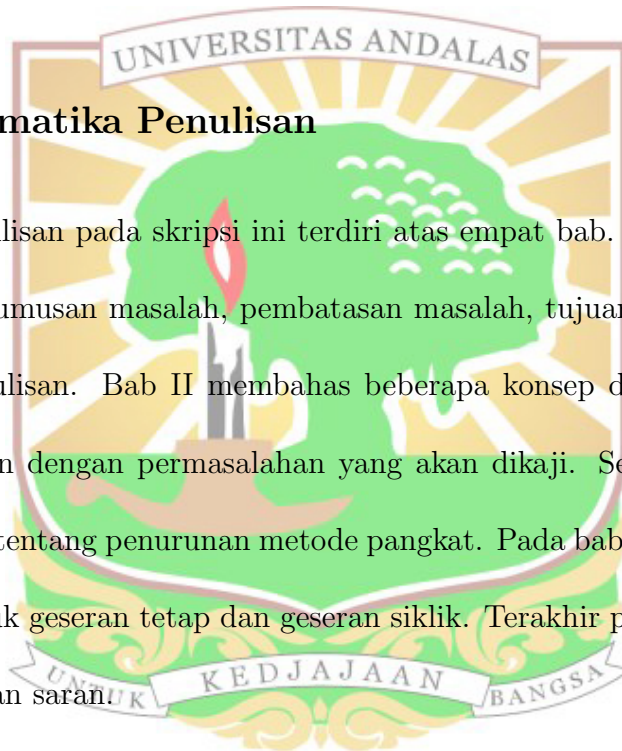 UNIVERSITAS ANDALAS
matika Penulisan
lisan pada skripsi ini terdiri atas empat bab.
umusan masalah, pembatasan masalah, tujuan
ulisan. Bab II membahas beberapa konsep d
n dengan permasalahan yang akan dikaji. Se
tentang penurunan metode pangkat. Pada bab
ik geseran tetap dan geseran siklik. Terakhir p
an saran.
UNTUK KEDJAJAAN BANGSA